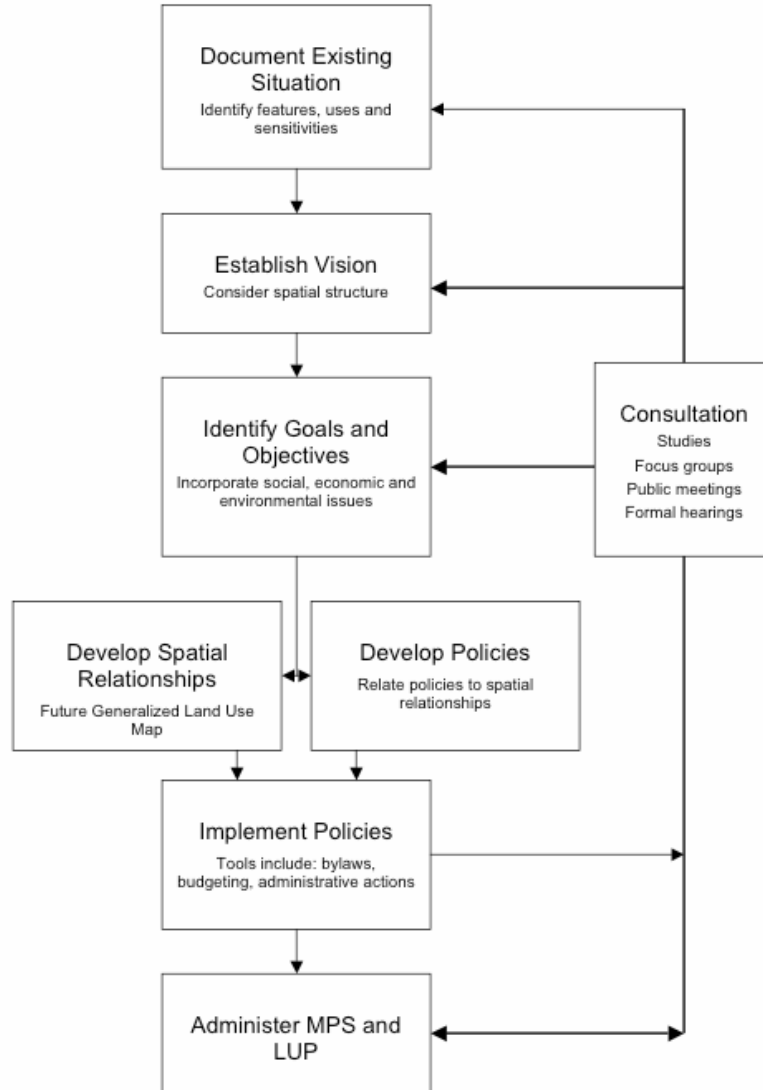 Document Existing
Situation
Identify features, uses and
sensitivities
Establish Vision
Consider spatial structure
Identify Goals and
Objectives
Incorporate social, economic and
environmental issues
Consultation
Studies
Focus groups
Public meetings
Formal hearings
Develop Spatial
Relationships
Future Generalized Land Use
Map
Develop Policies
Relate policies to spatial
relationships
Implement Policies
Tools include: bylaws,
budgeting, administrative actions
Administer MPS and
LUP